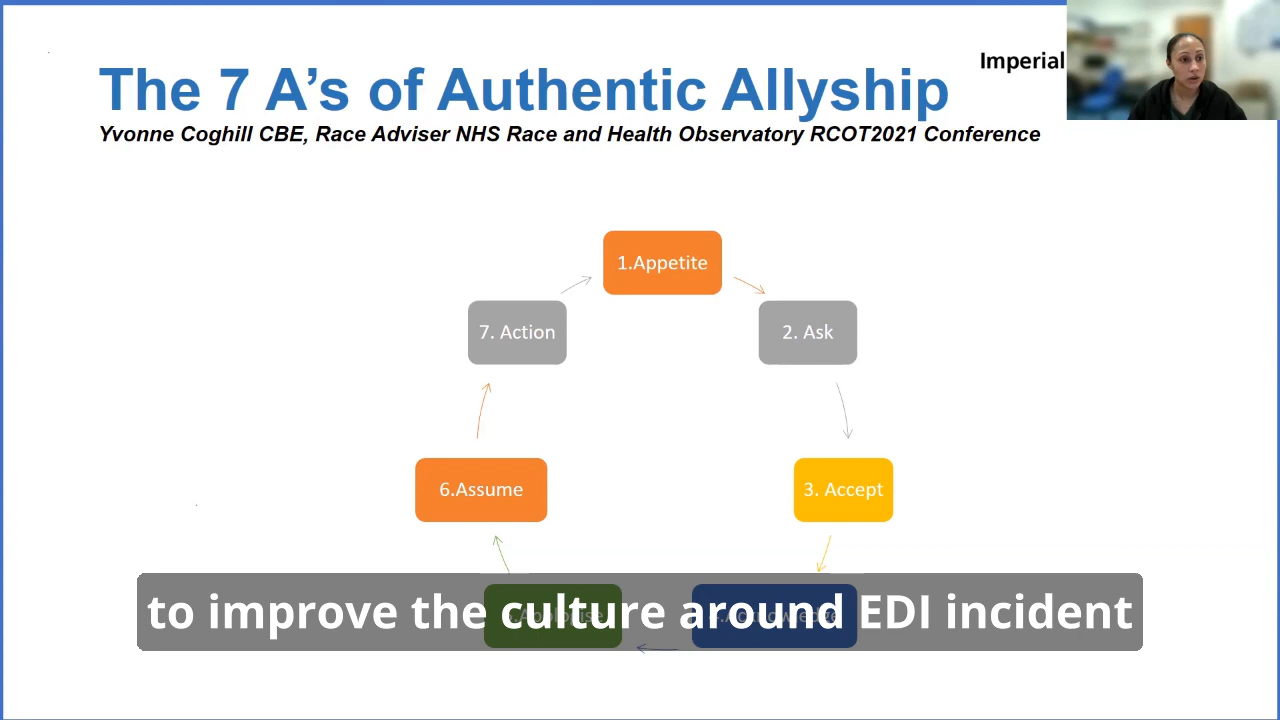 The 7 A's of Authentic Allyship
Imperial
Yvonne Coghill CBE, Race Adviser NHS Race and Health Observatory RCOT2021 Conference
1.Appetite
2. Ask
3. Accept
6.Assume
7. Action
to improve the culture around EDI incident